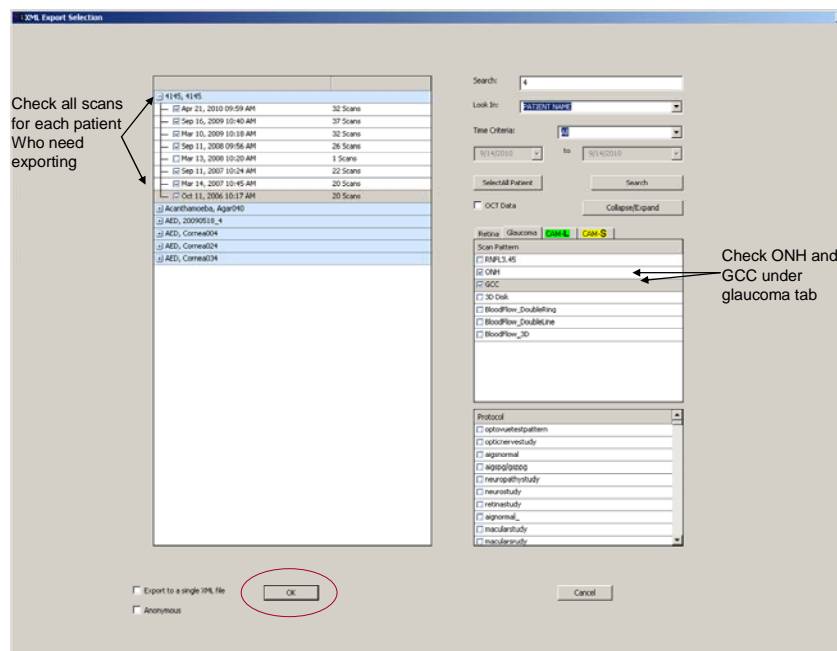 XML Export Selection
Check all scans
for each patient
Who need
exporting
4145, 4145
Apr 21, 2010 09:59 AM 32 Scans
Sep 16, 2009 10:40 AM 37 Scans
Mar 10, 2009 10:18 AM 32 Scans
Sep 11, 2008 09:56 AM 26 Scans
Mar 13, 2008 10:20 AM 1 Scans
Sep 11, 2007 10:24 AM 22 Scans
Mar 14, 2007 10:45 AM 20 Scans
Oct 11, 2006 10:17 AM 20 Scans
Acanthamoeba, Agar040
AED, 20090518_4
AED, Cornea004
AED, Cornea024
AED, Cornea034
Search: 4
Look In: PATIENT NAME
Time Criteria: All
9/14/2010 to 9/14/2010
SelectAll Patient Search
OCT Data Collapse/Expand
Retina Glaucoma CAM-L CAM-S
Scan Pattern
RNFL3.45
ONH
GCC
3D Disk
BloodFlow_DoubleRing
BloodFlow_DoubleLine
BloodFlow_3D
Check ONH and
GCC under
glaucoma tab
Protocol
optovuetestpattern
opticnervestudy
aigsnormal
neuropathystudy
neurostudy
retinastudy
aignormal_
macularstudy
Export to a single XML file OK Cancel
Anonymous